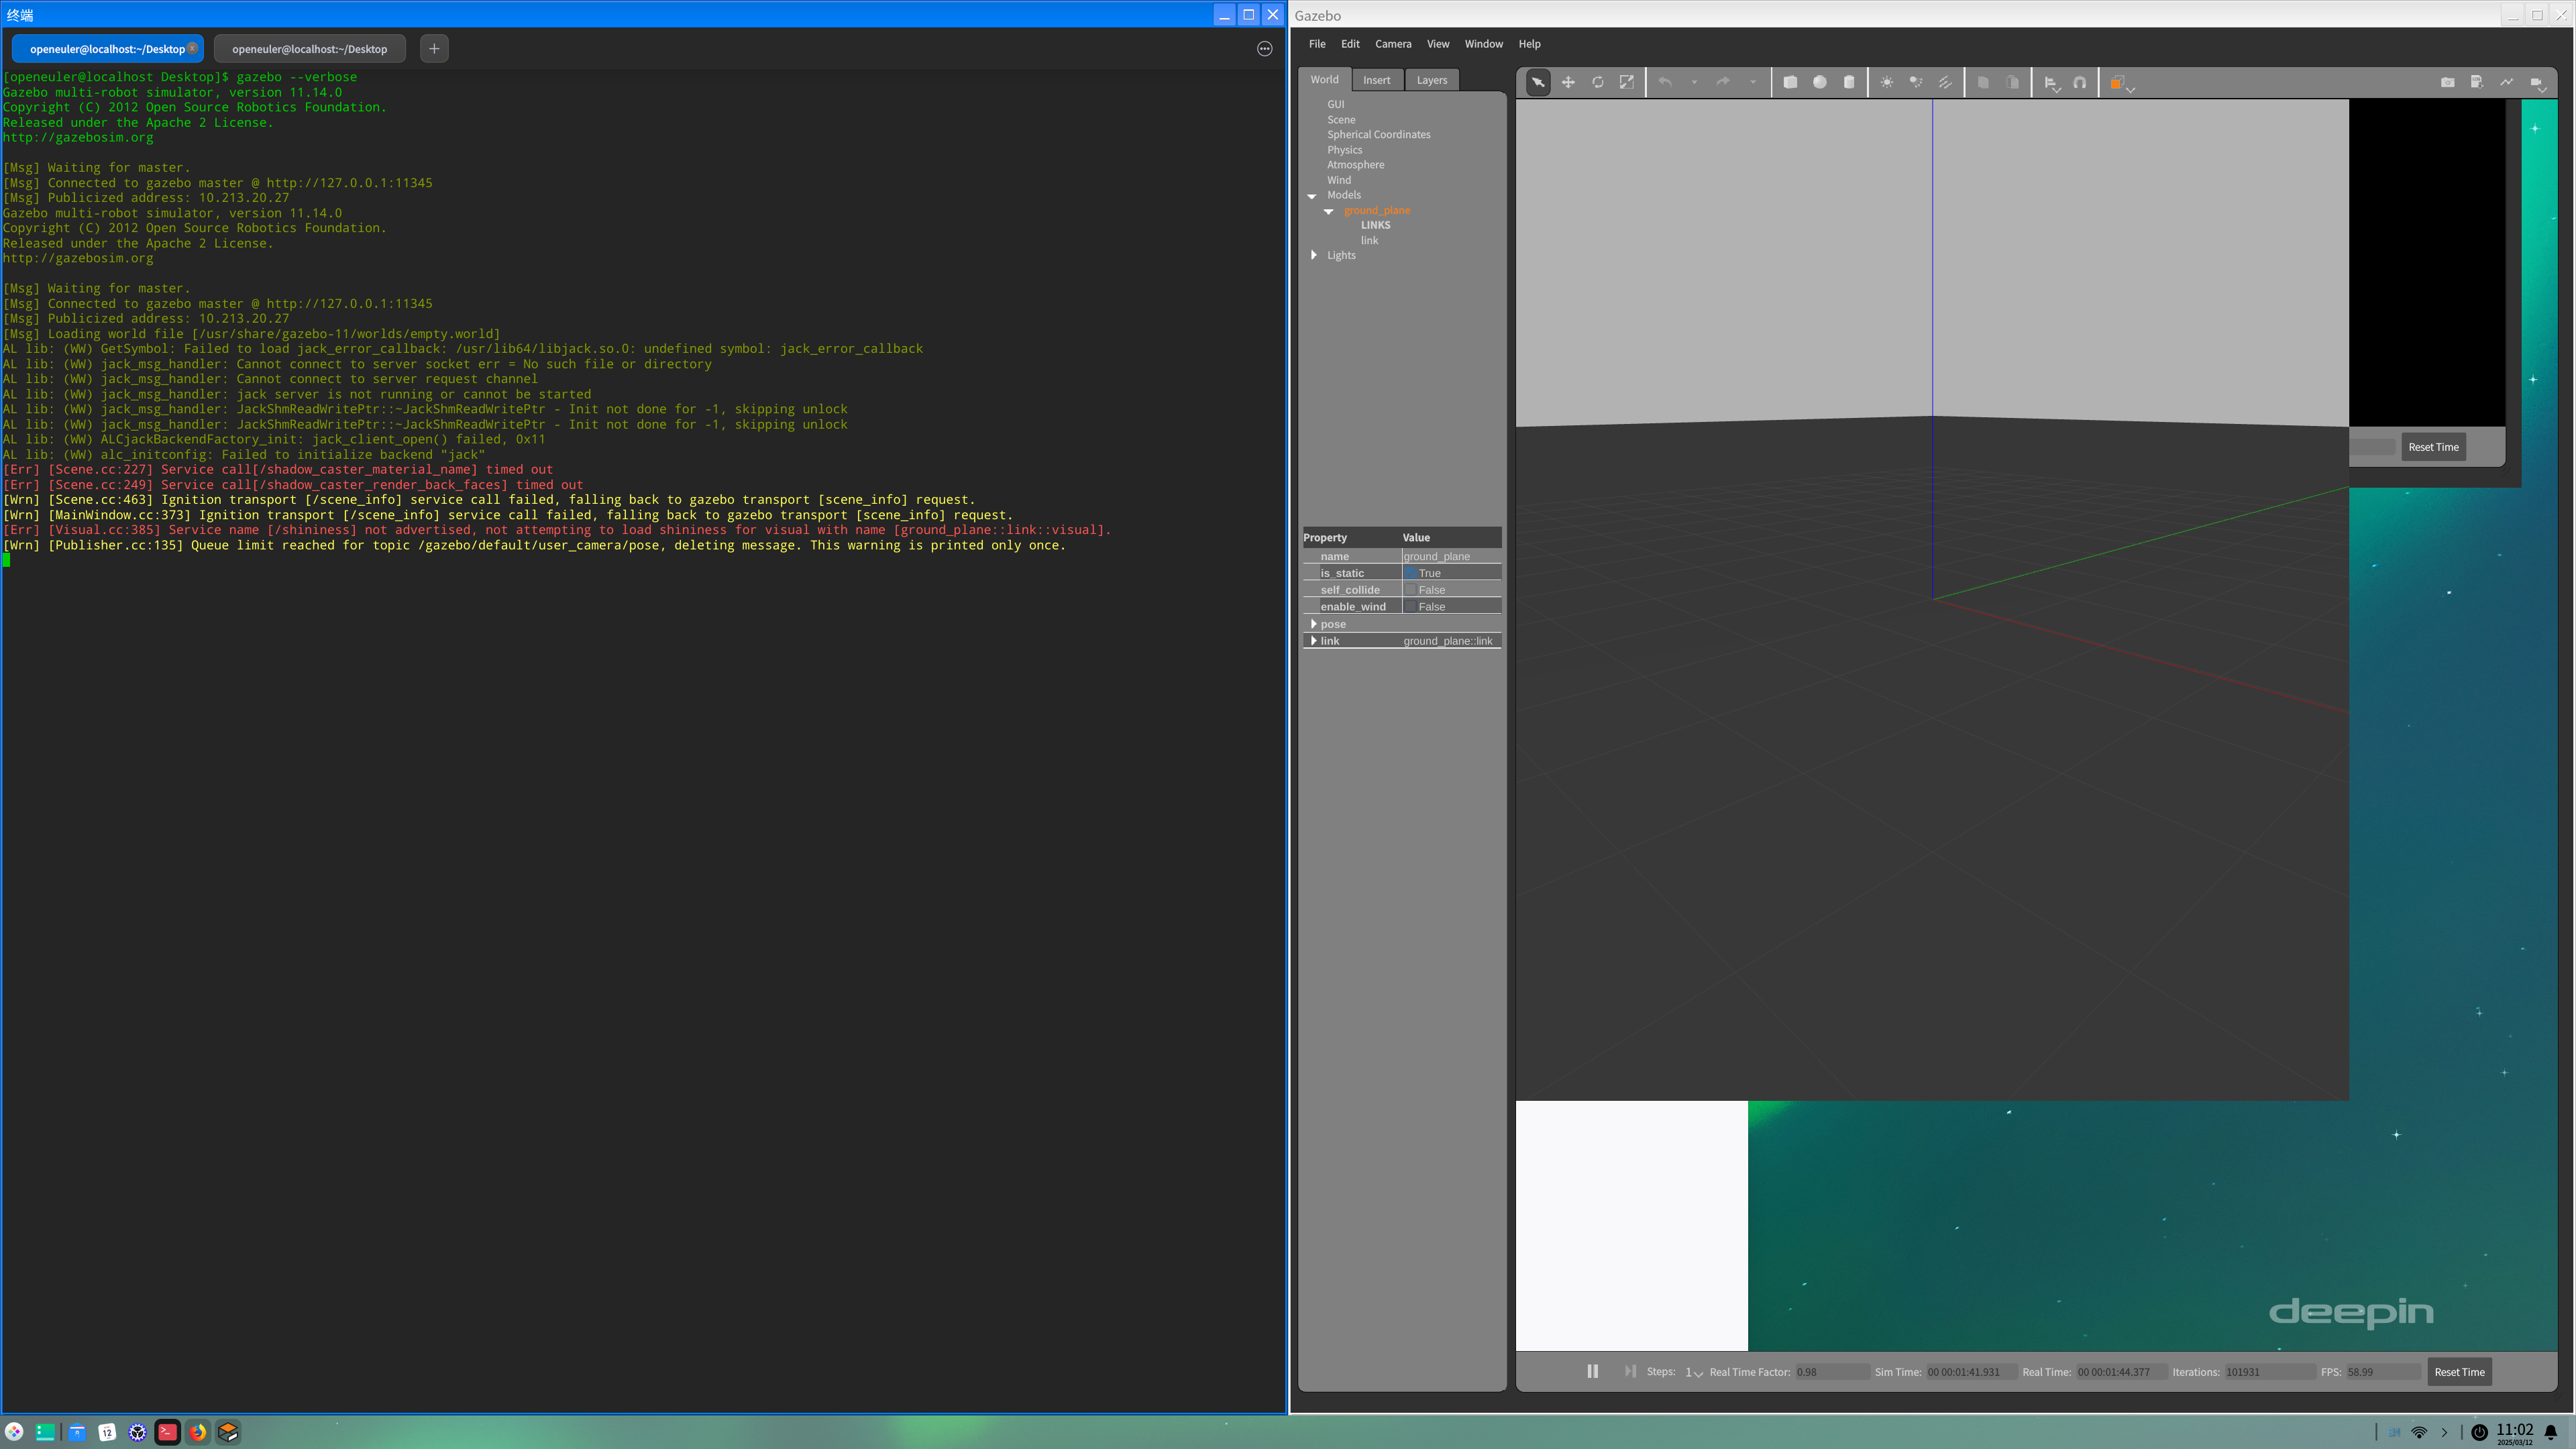 终端
openeuler@localhost:~/Desktop
openeuler@localhost:~/Desktop
[openeuler@localhost Desktop]$ gazebo --verbose
Gazebo multi-robot simulator, version 11.14.0
Copyright (C) 2012 Open Source Robotics Foundation.
Released under the Apache 2 License.
http://gazebosim.org
[Msg] Waiting for master.
[Msg] Connected to gazebo master @ http://127.0.0.1:11345
[Msg] Publicized address: 10.213.20.27
Gazebo multi-robot simulator, version 11.14.0
Copyright (C) 2012 Open Source Robotics Foundation.
Released under the Apache 2 License.
http://gazebosim.org
[Msg] Waiting for master.
[Msg] Connected to gazebo master @ http://127.0.0.1:11345
[Msg] Publicized address: 10.213.20.27
[Msg] Loading world file [/usr/share/gazebo-11/worlds/empty.world]
AL lib: (WW) GetSymbol: Failed to load jack_error_callback: /usr/lib64/libjack.so.0: undefined symbol: jack_error_callback
AL lib: (WW) jack_msg_handler: Cannot connect to server socket err = No such file or directory
AL lib: (WW) jack_msg_handler: Cannot connect to server request channel
AL lib: (WW) jack_msg_handler: jack server is not running or cannot be started
AL lib: (WW) jack_msg_handler: JackShmReadWritePtr::~JackShmReadWritePtr - Init not done for -1, skipping unlock
AL lib: (WW) jack_msg_handler: JackShmReadWritePtr::~JackShmReadWritePtr - Init not done for -1, skipping unlock
AL lib: (WW) ALCjackBackendFactory_init: jack_client_open() failed, 0x11
AL lib: (WW) alc_initconfig: Failed to initialize backend "jack"
[Err] [Scene.cc:227] Service call[/shadow_caster_material_name] timed out
[Err] [Scene.cc:249] Service call[/shadow_caster_render_back_faces] timed out
[Wrn] [Scene.cc:463] Ignition transport [/scene_info] service call failed, falling back to gazebo transport [scene_info] request.
[Wrn] [MainWindow.cc:373] Ignition transport [/scene_info] service call failed, falling back to gazebo transport [scene_info] request.
[Err] [Visual.cc:385] Service name [/shininess] not advertised, not attempting to load shininess for visual with name [ground_plane::link::visual].
[Wrn] [Publisher.cc:135] Queue limit reached for topic /gazebo/default/user_camera/pose, deleting message. This warning is printed only once.
Gazebo
File Edit Camera View Window Help
World Insert Layers
GUI
Scene
Spherical Coordinates
Physics
Atmosphere
Wind
Models
ground_plane
LINKS
link
Lights
Property Value
name ground_plane
is_static True
self_collide False
enable_wind False
pose
link ground_plane::link
Reset Time
deepin
Steps: 1 Real Time Factor: 0.98 Sim Time: 00 00:01:41.931 Real Time: 00 00:01:44.377 Iterations: 101931 FPS: 58.99 Reset Time
12
11:02
2025/03/12